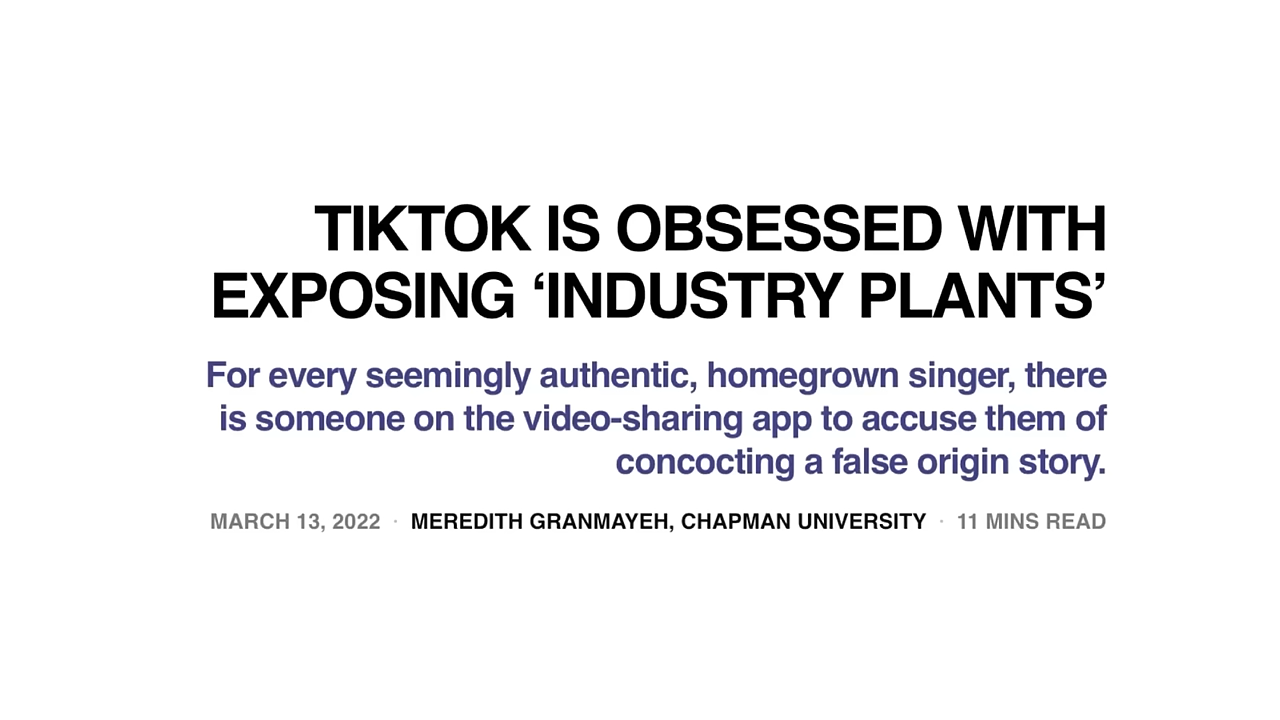 TIKTOK IS OBSESSED WITH
EXPOSING ‘INDUSTRY PLANTS’
For every seemingly authentic, homegrown singer, there
is someone on the video-sharing app to accuse them of
concocting a false origin story.
MARCH 13, 2022 · MEREDITH GRANMAYEH, CHAPMAN UNIVERSITY · 11 MINS READ